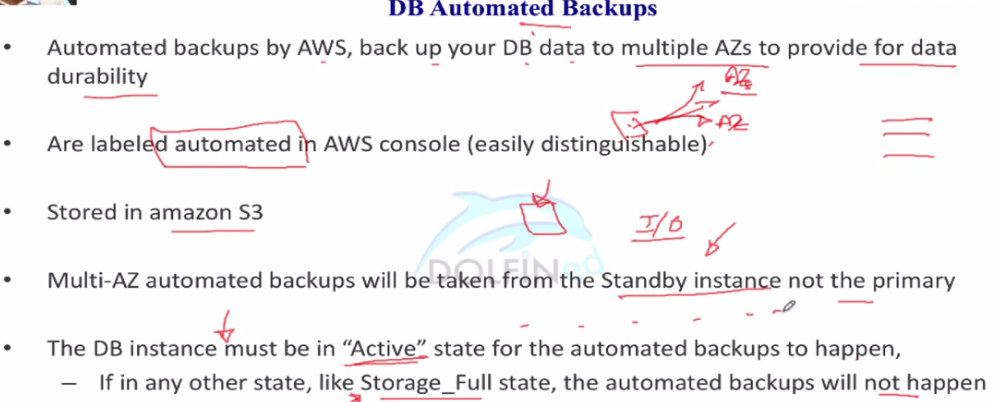 DB Automated Backups
• Automated backups by AWS, back up your DB data to multiple AZs to provide for data
durability
AZ
AZ
• Are labeled automated in AWS console (easily distinguishable)
• Stored in amazon S3
I/O
DOLFINed
• Multi-AZ automated backups will be taken from the Standby instance not the primary
• The DB instance must be in “Active” state for the automated backups to happen,
– If in any other state, like Storage_Full state, the automated backups will not happen